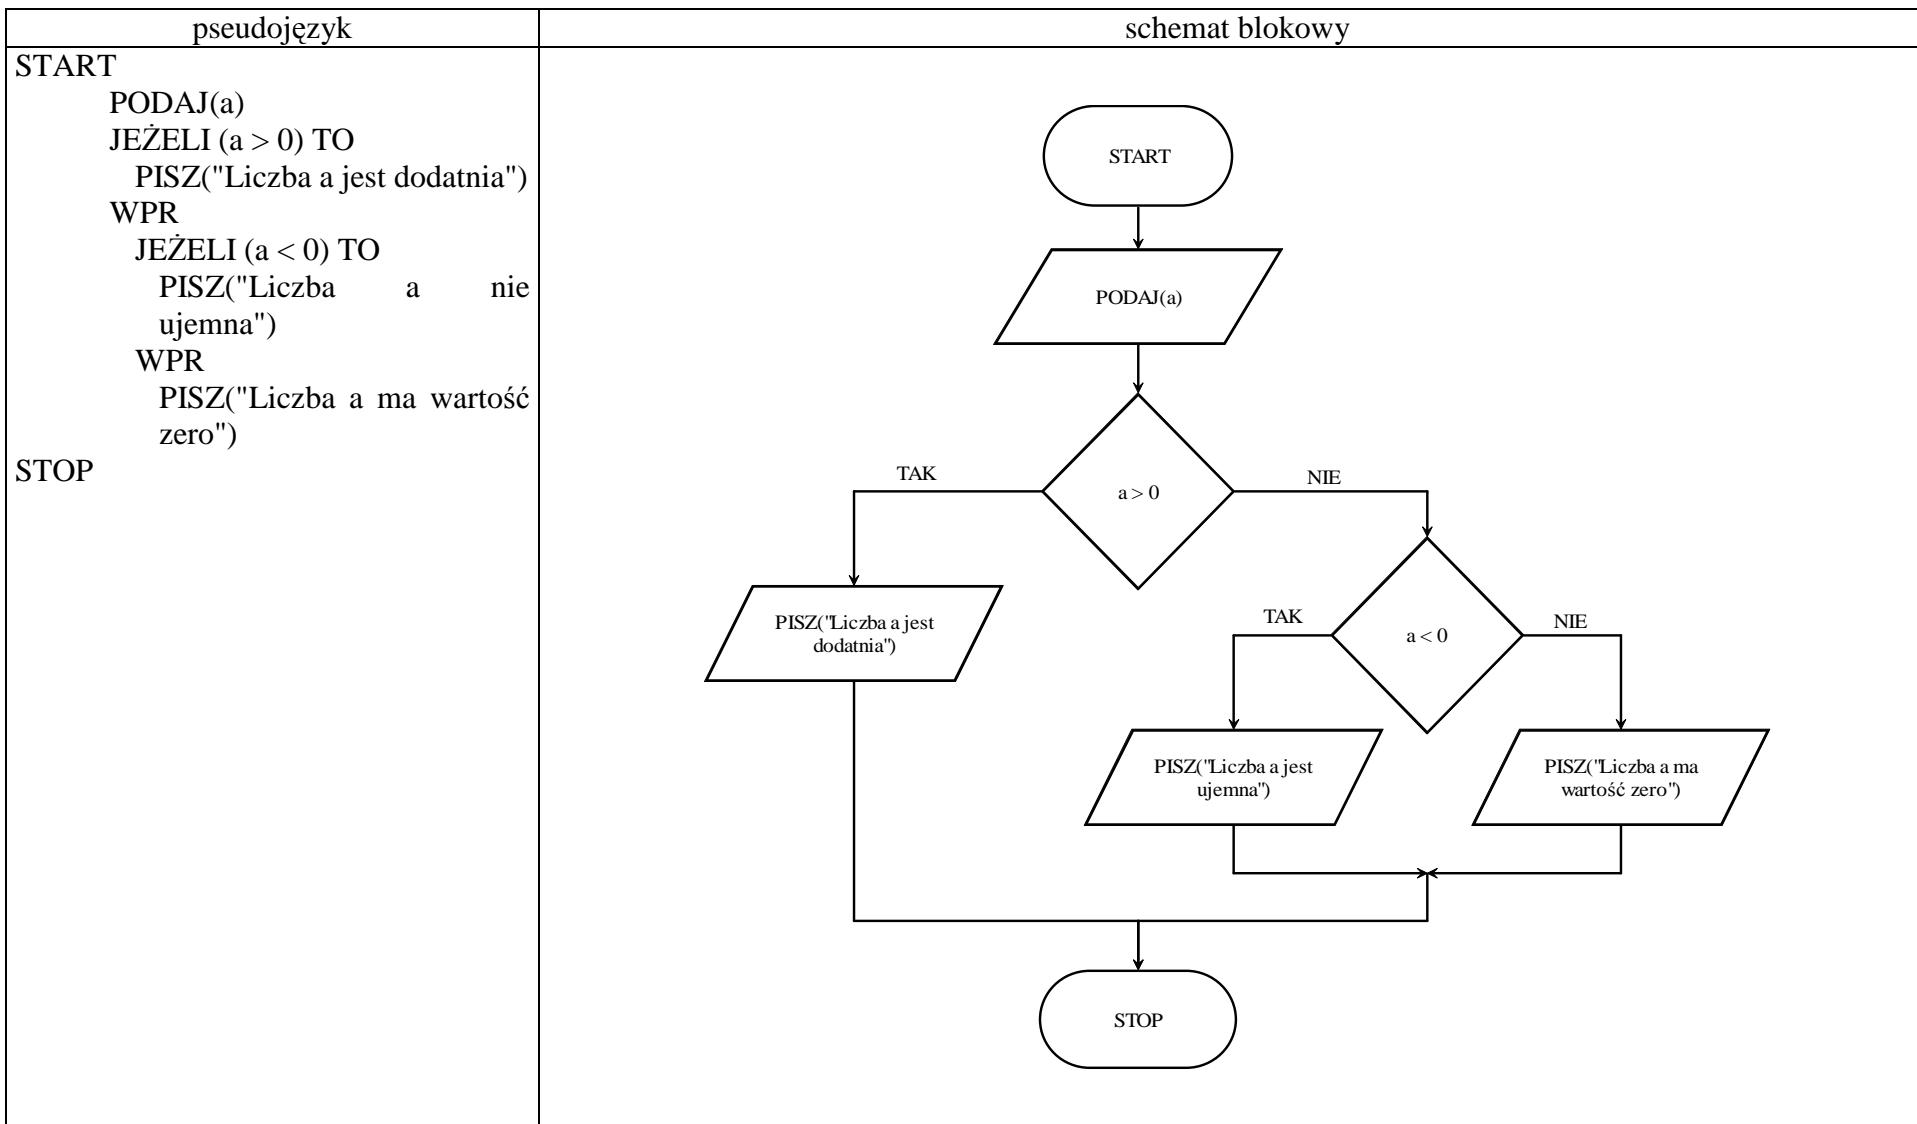 pseudojęzyk
schemat blokowy
START
PODAJ(a)
JEŻELI (a > 0) TO
PISZ("Liczba a jest dodatnia")
WPR
JEŻELI (a < 0) TO
PISZ("Liczba a nie
ujemna")
WPR
PISZ("Liczba a ma wartość
zero")
STOP
START
PODAJ(a)
a > 0
TAK
NIE
PISZ("Liczba a jest
dodatnia")
a < 0
TAK
NIE
PISZ("Liczba a jest
ujemna")
PISZ("Liczba a ma
wartość zero")
STOP